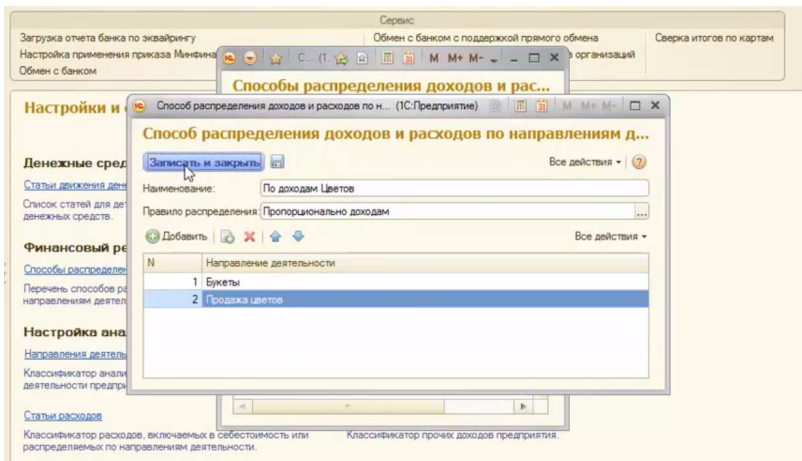 Сервис
Загрузка отчета банка по эквайрингу
Обмен с банком с поддержкой прямого обмена
Сверка итогов по картам
Настройка применения приказа Минфина
организаций
Обмен с банком
С... (1.
M M+ M-
Способы распределения доходов и рас...
Настройки и
Способ распределения доходов и расходов по н... (1С:Предприятие)
M M+ M-
Способ распределения доходов и расходов по направлениям д...
Денежные сред
Записать и закрыть
Все действия
Статьи движения ден
Наименование:
По доходам Цветов
Список статей для де
денежных средств.
Правило распределения:
Пропорционально доходам
...
Добавить
Все действия
Финансовый ре
N
Направление деятельности
Способы распределен
1
Букеты
Перечень способов ра
направлениям деятел
2
Продажа цветов
Настройка ана
Направления деятель
Классификатор анали
деятельности предпри
Статьи расходов
Классификатор расходов, включаемых в себестоимость или
распределяемых по направлениям деятельности.
Классификатор прочих доходов предприятия.